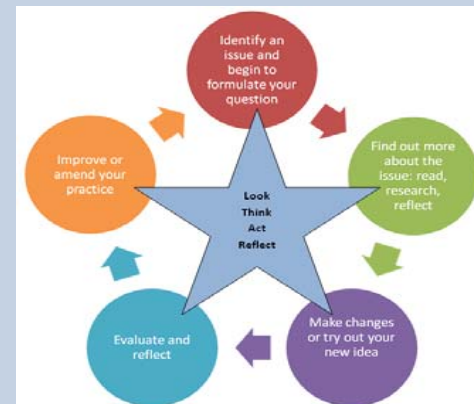 Identify an
issue and
begin to
formulate your
question
Find out more
about the
issue: read,
research,
reflect
Make changes
or try out your
new idea
Evaluate and
reflect
Improve or
amend your
practice
Look
Think
Act
Reflect